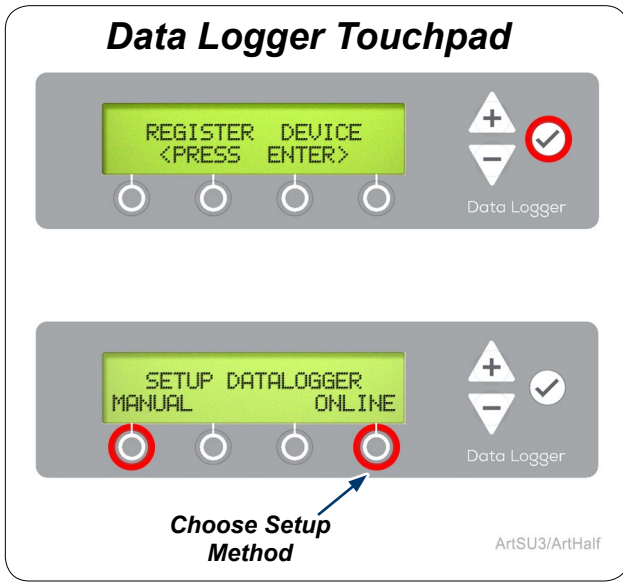 Data Logger Touchpad
REGISTER DEVICE
<PRESS ENTER>
+
−
Data Logger
SETUP DATALOGGER
MANUAL ONLINE
+
−
Data Logger
Choose Setup
Method
ArtSU3/ArtHalf